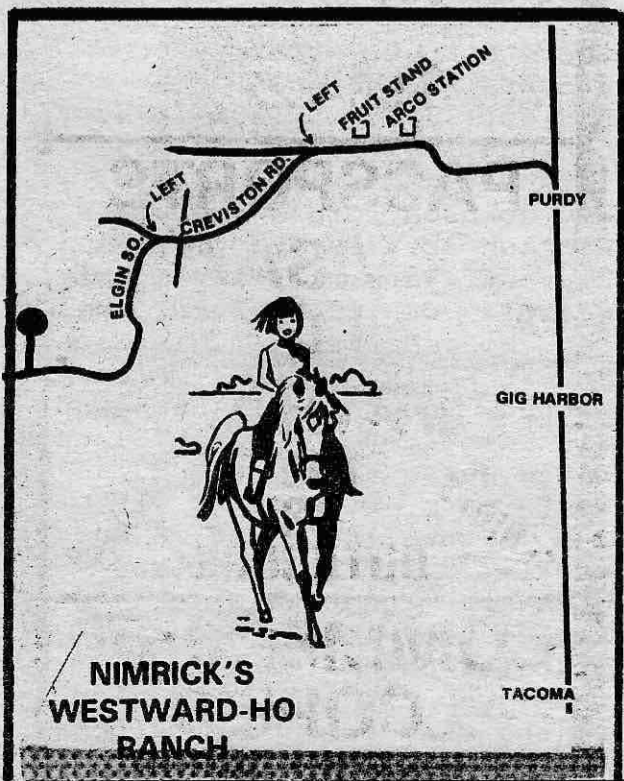 LEFT
FRUIT STAND
ARCO STATION
LEFT
CREVISTON RD.
PURDY
ELGIN SO.
GIG HARBOR
TACOMA
NIMRICK'S
WESTWARD-HO
RANCH